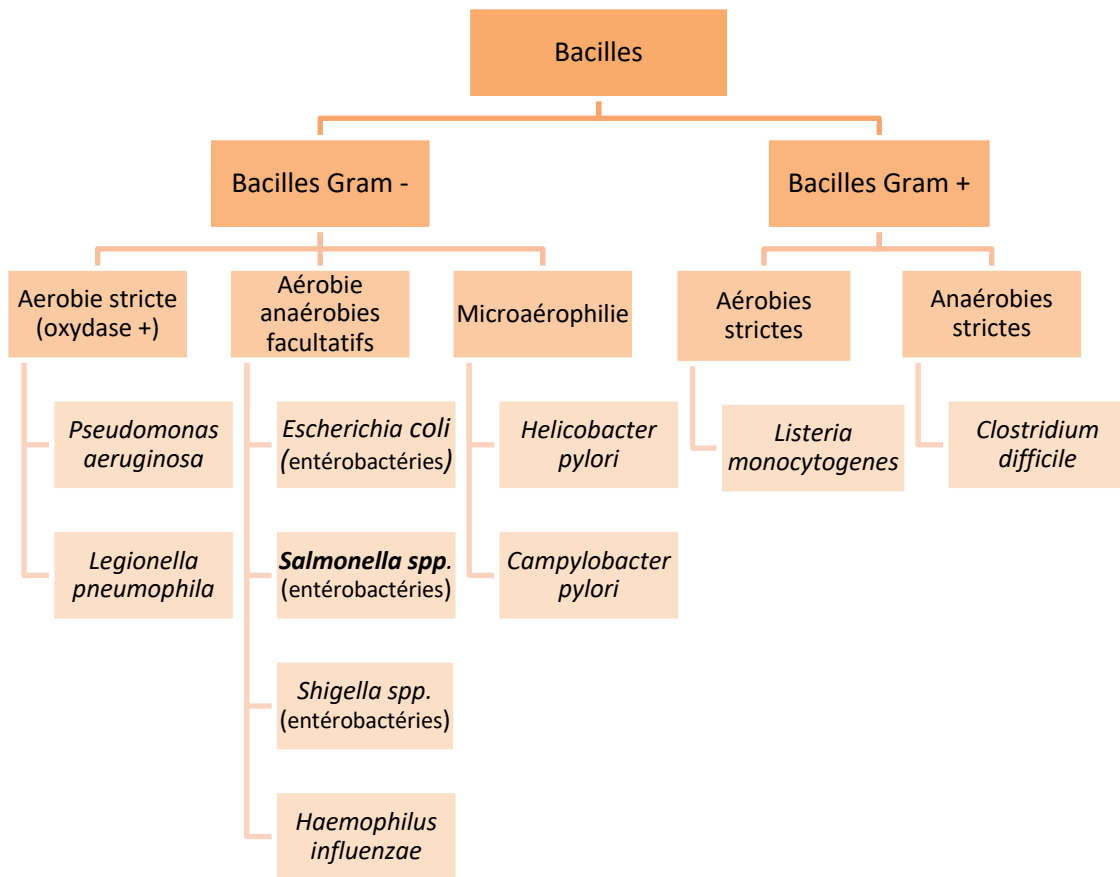 Bacilles
Bacilles Gram -
Bacilles Gram +
Aerobie stricte
(oxydase +)
Aérobie
anaérobies
facultatifs
Microaérophilie
Aérobies
strictes
Anaérobies
strictes
Pseudomonas
aeruginosa
Legionella
pneumophila
Escherichia coli
(entérobactéries)
Salmonella spp.
(entérobactéries)
Shigella spp.
(entérobactéries)
Haemophilus
influenzae
Helicobacter
pylori
Campylobacter
pylori
Listeria
monocytogenes
Clostridium
difficile